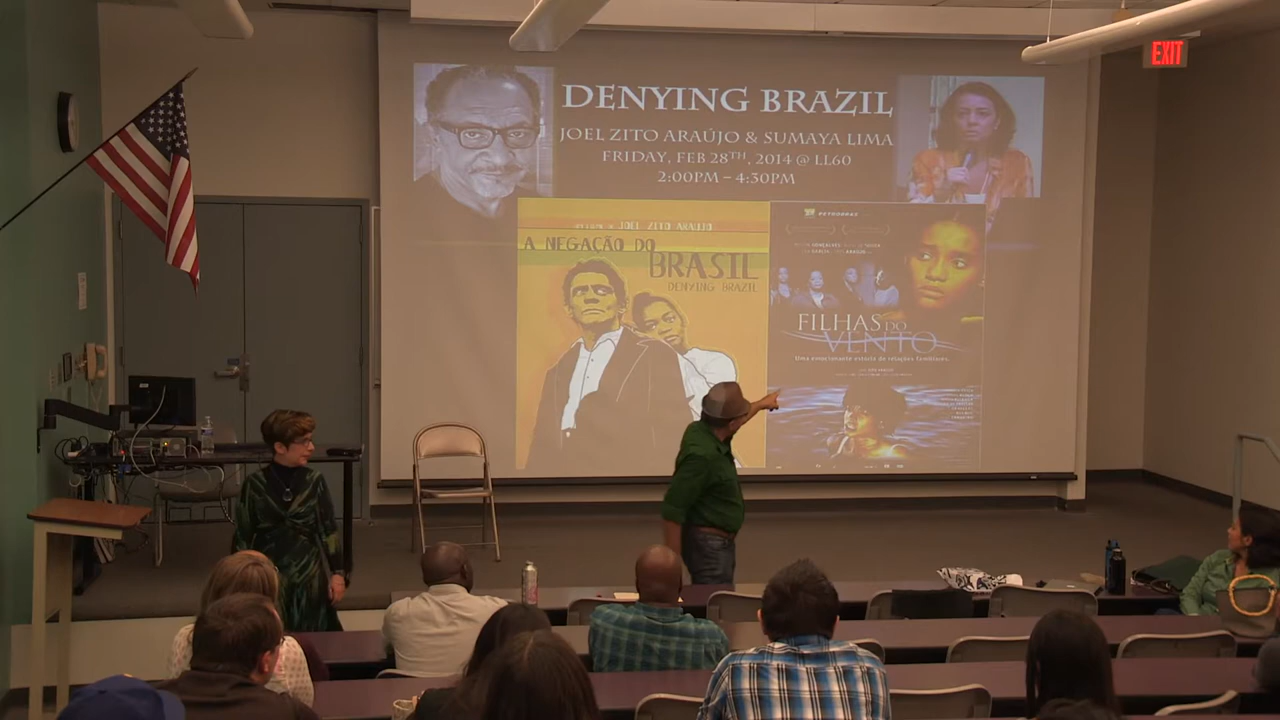 EXIT
DENYING BRAZIL
JOEL ZITO ARAÚJO & SUMAYA LIMA
FRIDAY, FEB 28TH, 2014 @ LL60
2:00PM – 4:30PM
JOEL ZITO ARAÚJO
A NEGAÇÃO DO
BRASIL
DENYING BRAZIL
PETROBRAS
FILHAS DO
VENTO
Uma emocionante estória de relações familiares.